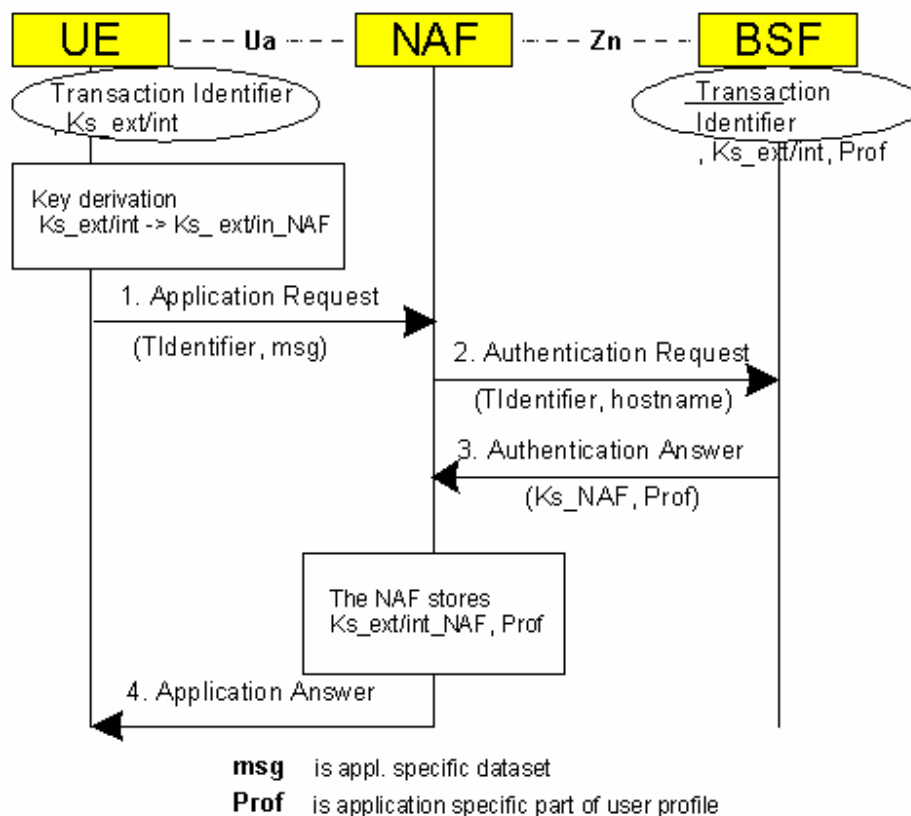 UE Ua NAF Zn BSF
Transaction Identifier
, Ks_ext/int
Transaction
Identifier
, Ks_ext/int, Prof
Key derivation
Ks_ext/int -> Ks_ ext/in_NAF
1. Application Request
(TIdentifier, msg)
2. Authentication Request
(TIdentifier, hostname)
3. Authentication Answer
(Ks_NAF, Prof)
The NAF stores
Ks_ext/int_NAF, Prof
4. Application Answer
msg is appl. specific dataset
Prof is application specific part of user profile